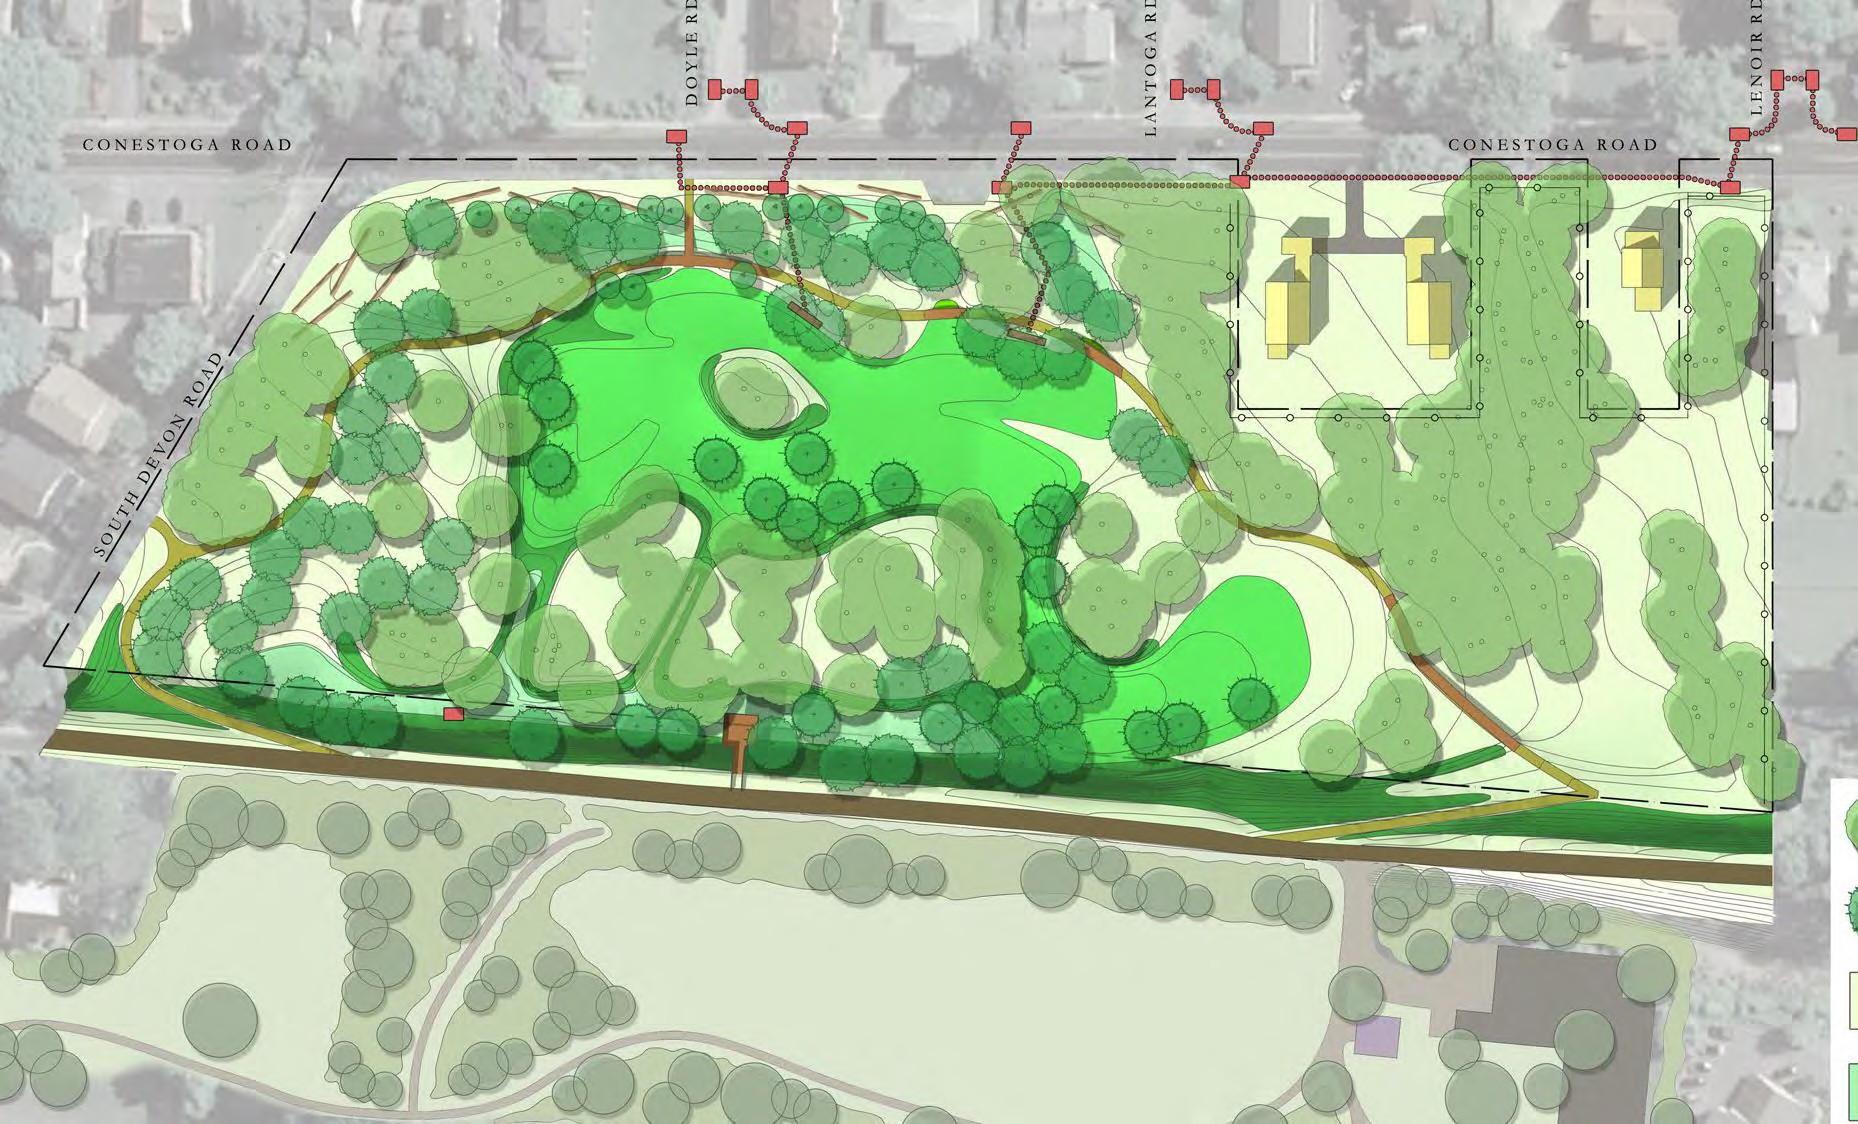 DOYLE RD
LANTOGA RD
LENOIR RD
CONESTOGA ROAD
CONESTOGA ROAD
SOUTH DEVON ROAD